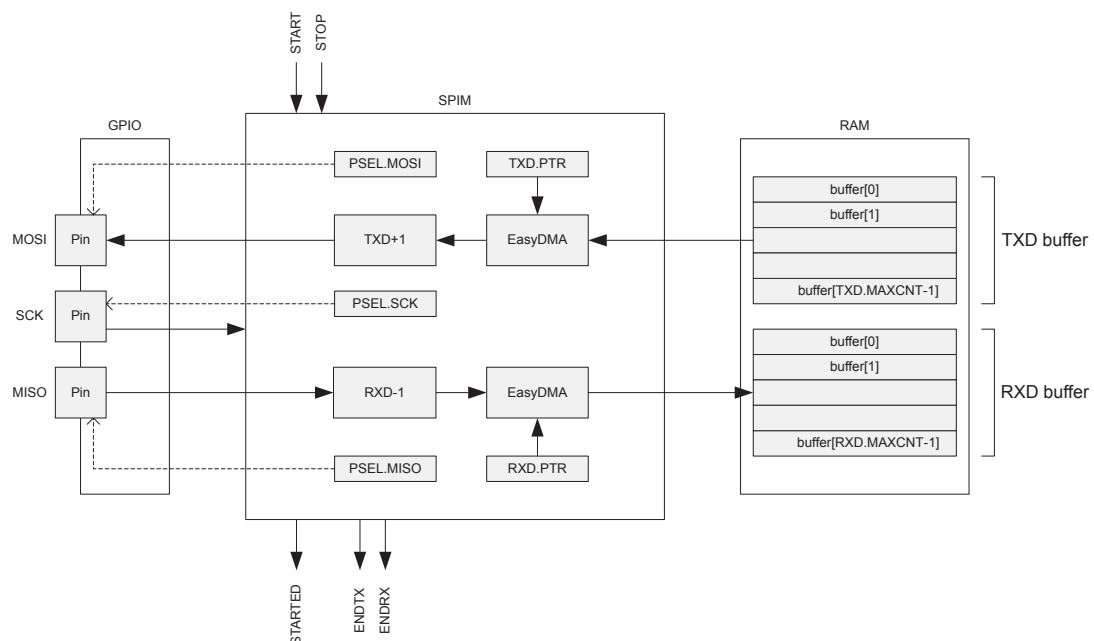 START
STOP
SPIM
GPIO
RAM
PSEL.MOSI
TXD.PTR
buffer[0]
buffer[1]
MOSI
Pin
TXD+1
EasyDMA
TXD buffer
buffer[TXD.MAXCNT-1]
PSEL.SCK
SCK
Pin
buffer[0]
buffer[1]
MISO
Pin
RXD-1
EasyDMA
RXD buffer
buffer[RXD.MAXCNT-1]
PSEL.MISO
RXD.PTR
STARTED
ENDTX
ENDRX